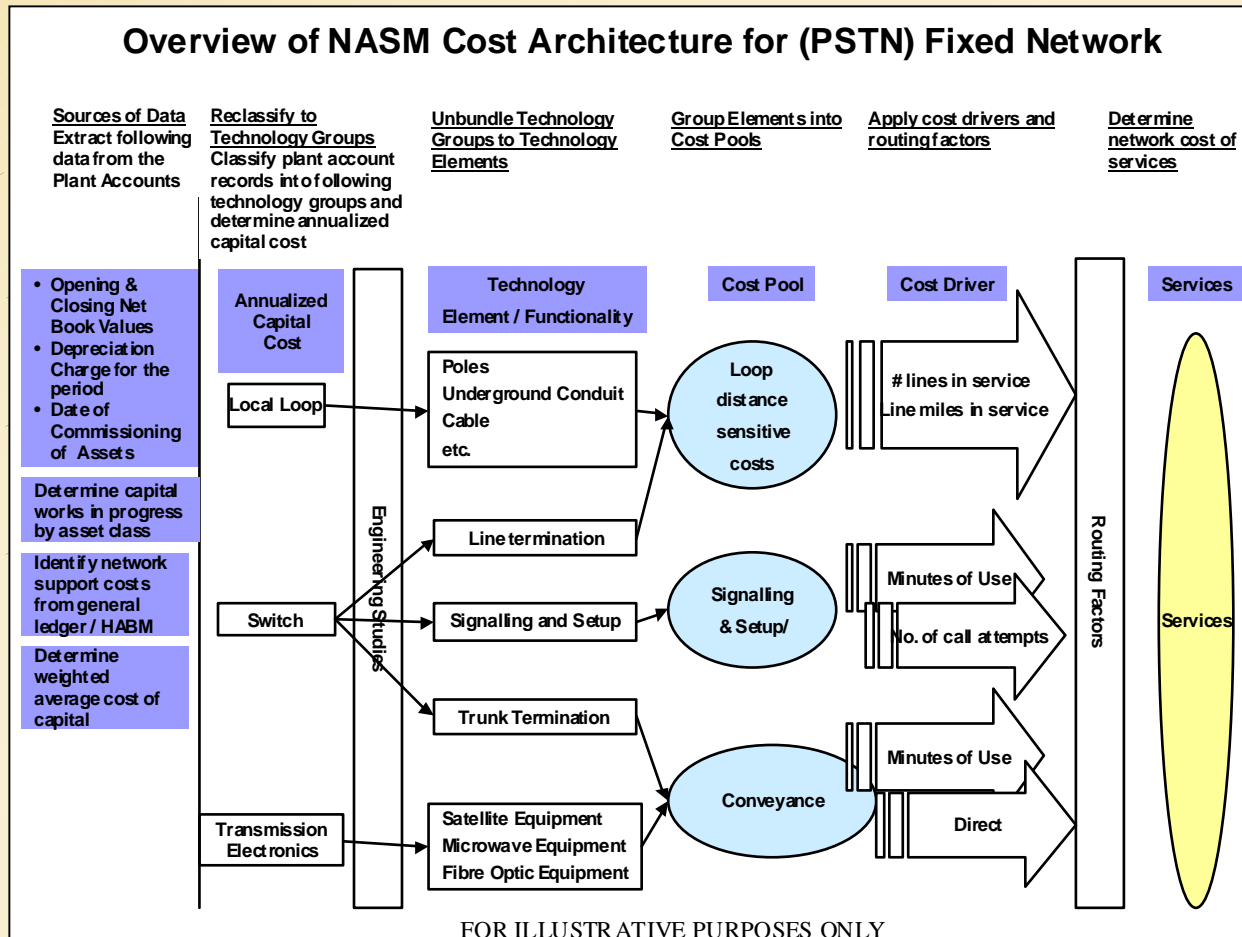 Overview of NASM Cost Architecture for (PSTN) Fixed Network
Sources of Data
Extract following
data from the
Plant Accounts
Reclassify to
Technology Groups
Classify plant account
records into following
technology groups and
determine annualized
capital cost
Unbundle Technology
Groups to Technology
Elements
Group Elements into
Cost Pools
Apply cost drivers and
routing factors
Determine
network cost of
services
• Opening &
Closing Net
Book Values
• Depreciation
Charge for the
period
• Date of
Commissioning
of Assets
Determine capital
works in progress
by asset class
Identify network
support costs
from general
ledger / HABM
Determine
weighted
average cost of
capital
Annualized
Capital
Cost
Local Loop
Switch
Transmission
Electronics
Engineering Studies
Technology
Element / Functionality
Poles
Underground Conduit
Cable
etc.
Line termination
Signalling and Setup
Trunk Termination
Satellite Equipment
Microwave Equipment
Fibre Optic Equipment
Cost Pool
Loop
distance
sensitive
costs
Signalling
& Setup/
Conveyance
Cost Driver
# lines in service
Line miles in service
Minutes of Use
No. of call attempts
Minutes of Use
Direct
Routing Factors
Services
Services
FOR ILLUSTRATIVE PURPOSES ONLY